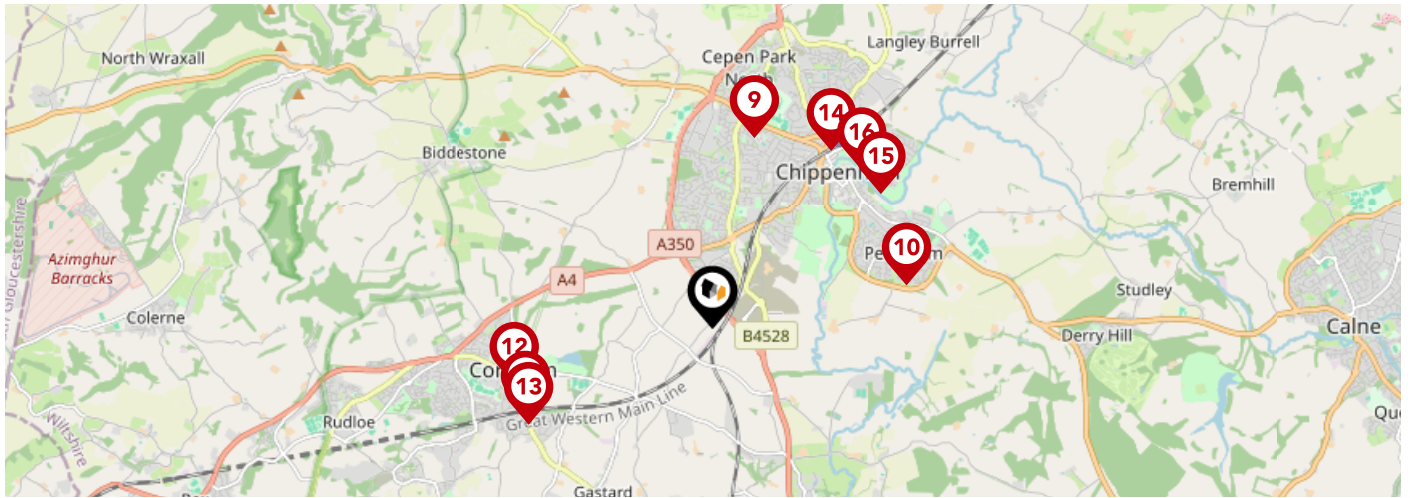 Langley Burrell
North Wraxall
Cepen Park
North
9
14
16
Biddestone
15
Chippenham
Bremhill
A350
10
Azimghur
Barracks
A4
Studley
Colerne
Calne
B4528
Derry Hill
12
13
Great Western Main Line
Rudloe
Wiltshire
Gastard